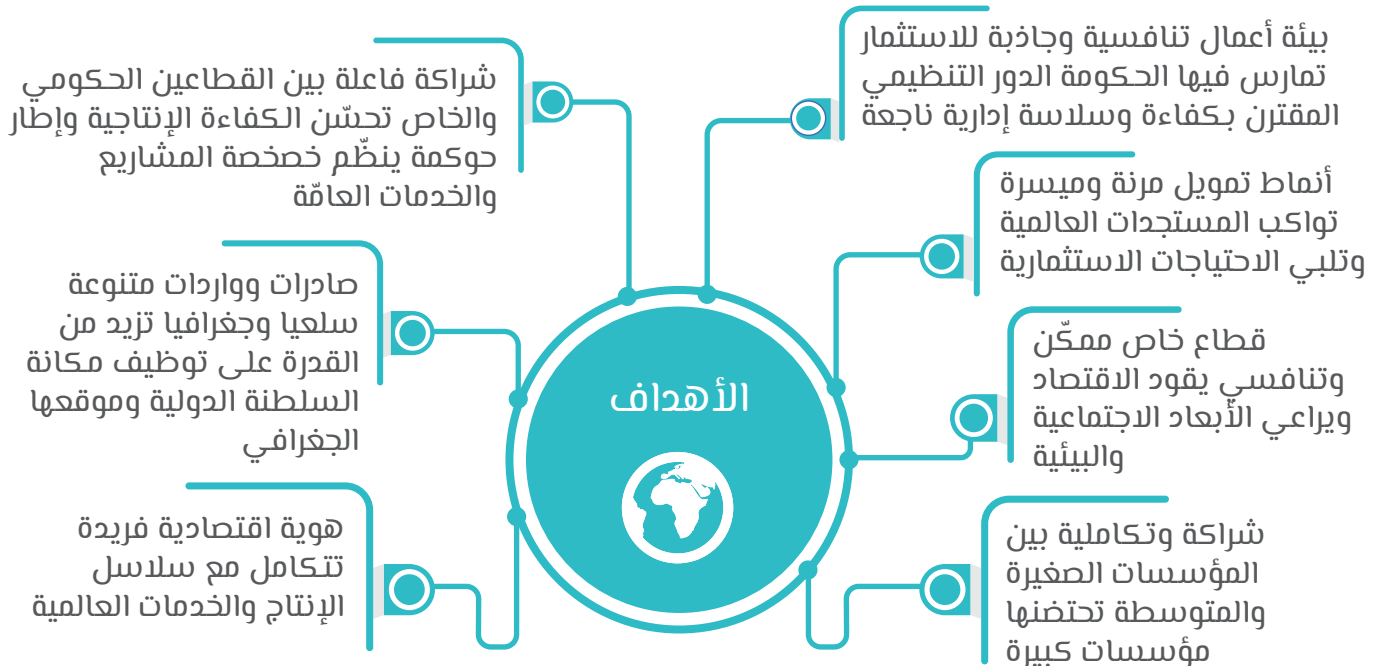 بيئة أعمال تنافسية وجاذبة للاستثمار
تمارس فيها الحكومة الدور التنظيمي
المقترن بكفاءة وسلاسة إدارية ناجعة
أنماط تمويل مرنة وميسرة
تواكب المستجدات العالمية
وتلبي الاحتياجات الاستثمارية
قطاع خاص ممكّن
وتنافسي يقود الاقتصاد
ويراعي الأبعاد الاجتماعية
والبيئية
شراكة وتكاملية بين
المؤسسات الصغيرة
والمتوسطة تحتضنها
مؤسسات كبيرة
الأهداف
شراكة فاعلة بين القطاعين الحكومي
والخاص تحسّن الكفاءة الإنتاجية وإطار
حوكمة ينظّم خصخصة المشاريع
والخدمات العامّة
صادرات وواردات متنوعة
سلعيا وجغرافيا تزيد من
القدرة على توظيف مكانة
السلطنة الدولية وموقعها
الجغرافي
هوية اقتصادية فريدة
تتكامل مع سلاسل
الإنتاج والخدمات العالمية